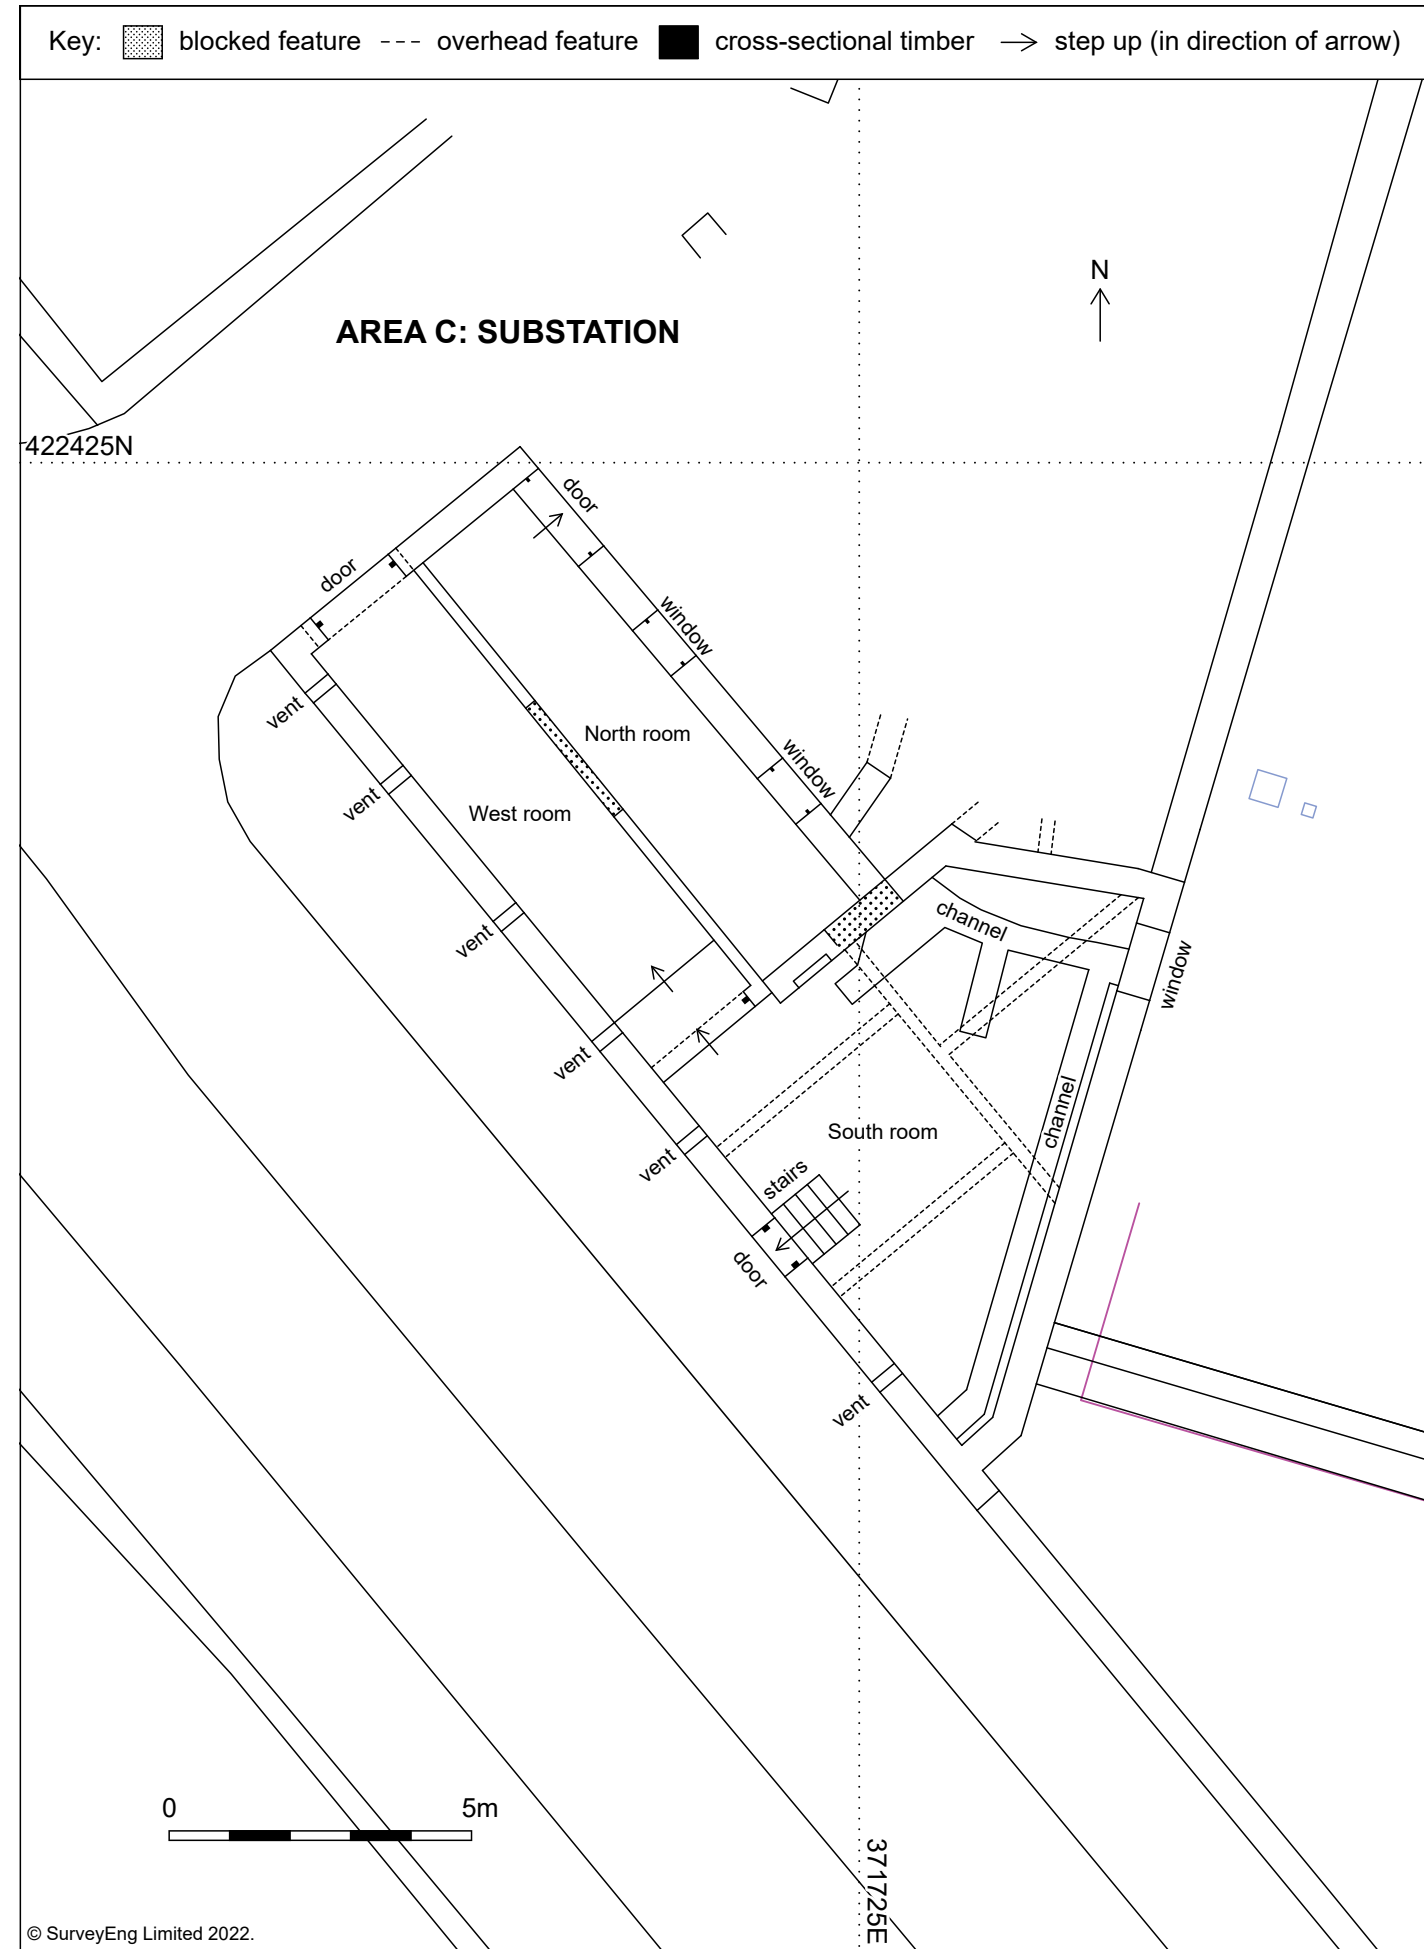 Key: blocked feature overhead feature cross-sectional timber step up (in direction of arrow)
N
AREA C: SUBSTATION
422425N
door
door
window
vent
North room
window
vent
West room
channel
vent
window
vent
channel
South room
vent
stairs
door
vent
0 5m
371725E
© SurveyEng Limited 2022.